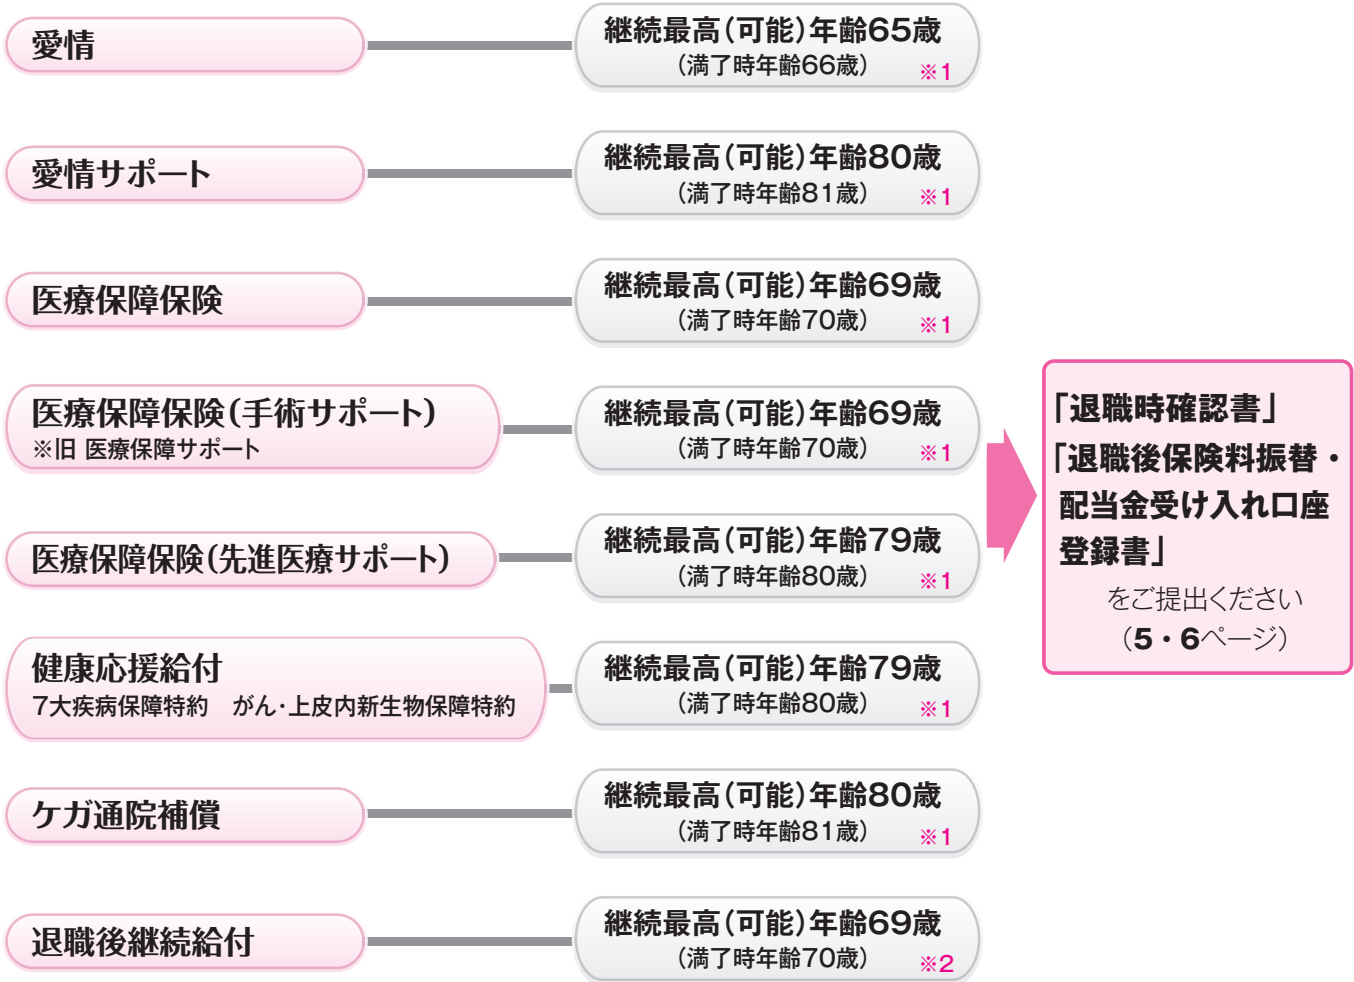 愛情
継続最高(可能)年齢65歳
(満了時年齢66歳) ※1
愛情サポート
継続最高(可能)年齢80歳
(満了時年齢81歳) ※1
医療保障保険
継続最高(可能)年齢69歳
(満了時年齢70歳) ※1
医療保障保険(手術サポート)
※旧 医療保障サポート
継続最高(可能)年齢69歳
(満了時年齢70歳) ※1
医療保障保険(先進医療サポート)
継続最高(可能)年齢79歳
(満了時年齢80歳) ※1
健康応援給付
7大疾病保障特約 がん・上皮内新生物保障特約
継続最高(可能)年齢79歳
(満了時年齢80歳) ※1
ケガ通院補償
継続最高(可能)年齢80歳
(満了時年齢81歳) ※1
退職後継続給付
継続最高(可能)年齢69歳
(満了時年齢70歳) ※2
「退職時確認書」
「退職後保険料振替・
配当金受け入れ口座
登録書」
をご提出ください
(5・6ページ)